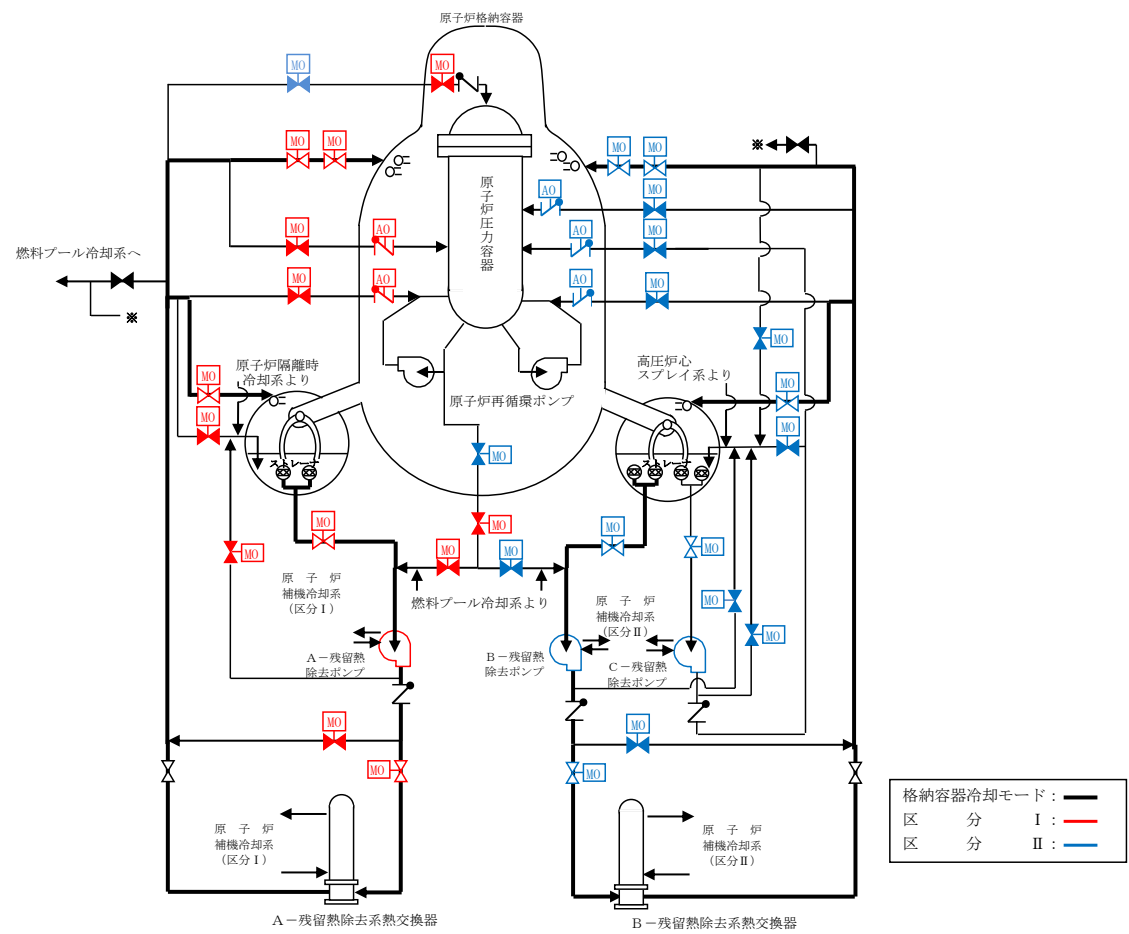 原子炉格納容器
MO
MO
MO
MO
MO
MO
※
AO
MO
原子炉圧力容器
MO
AO
AO
MO
燃料プール冷却系へ
MO
AO
AO
MO
※
MO
原子炉隔離時
冷却系より
高圧炉心
スプレイ系より
MO
MO
原子炉再循環ポンプ
MO
MO
MO
ストレーナ
ストレーナ
MO
MO
MO
MO
MO
MO
MO
原子炉
補機冷却系
(区分Ⅰ)
燃料プール冷却系より
原子炉
補機冷却系
(区分Ⅱ)
MO
MO
A－残留熱
除去ポンプ
B－残留熱
除去ポンプ
C－残留熱
除去ポンプ
MO
MO
MO
MO
格納容器冷却モード：
区分Ⅰ：
区分Ⅱ：
原子炉
補機冷却系
(区分Ⅰ)
原子炉
補機冷却系
(区分Ⅱ)
A－残留熱除去系熱交換器
B－残留熱除去系熱交換器